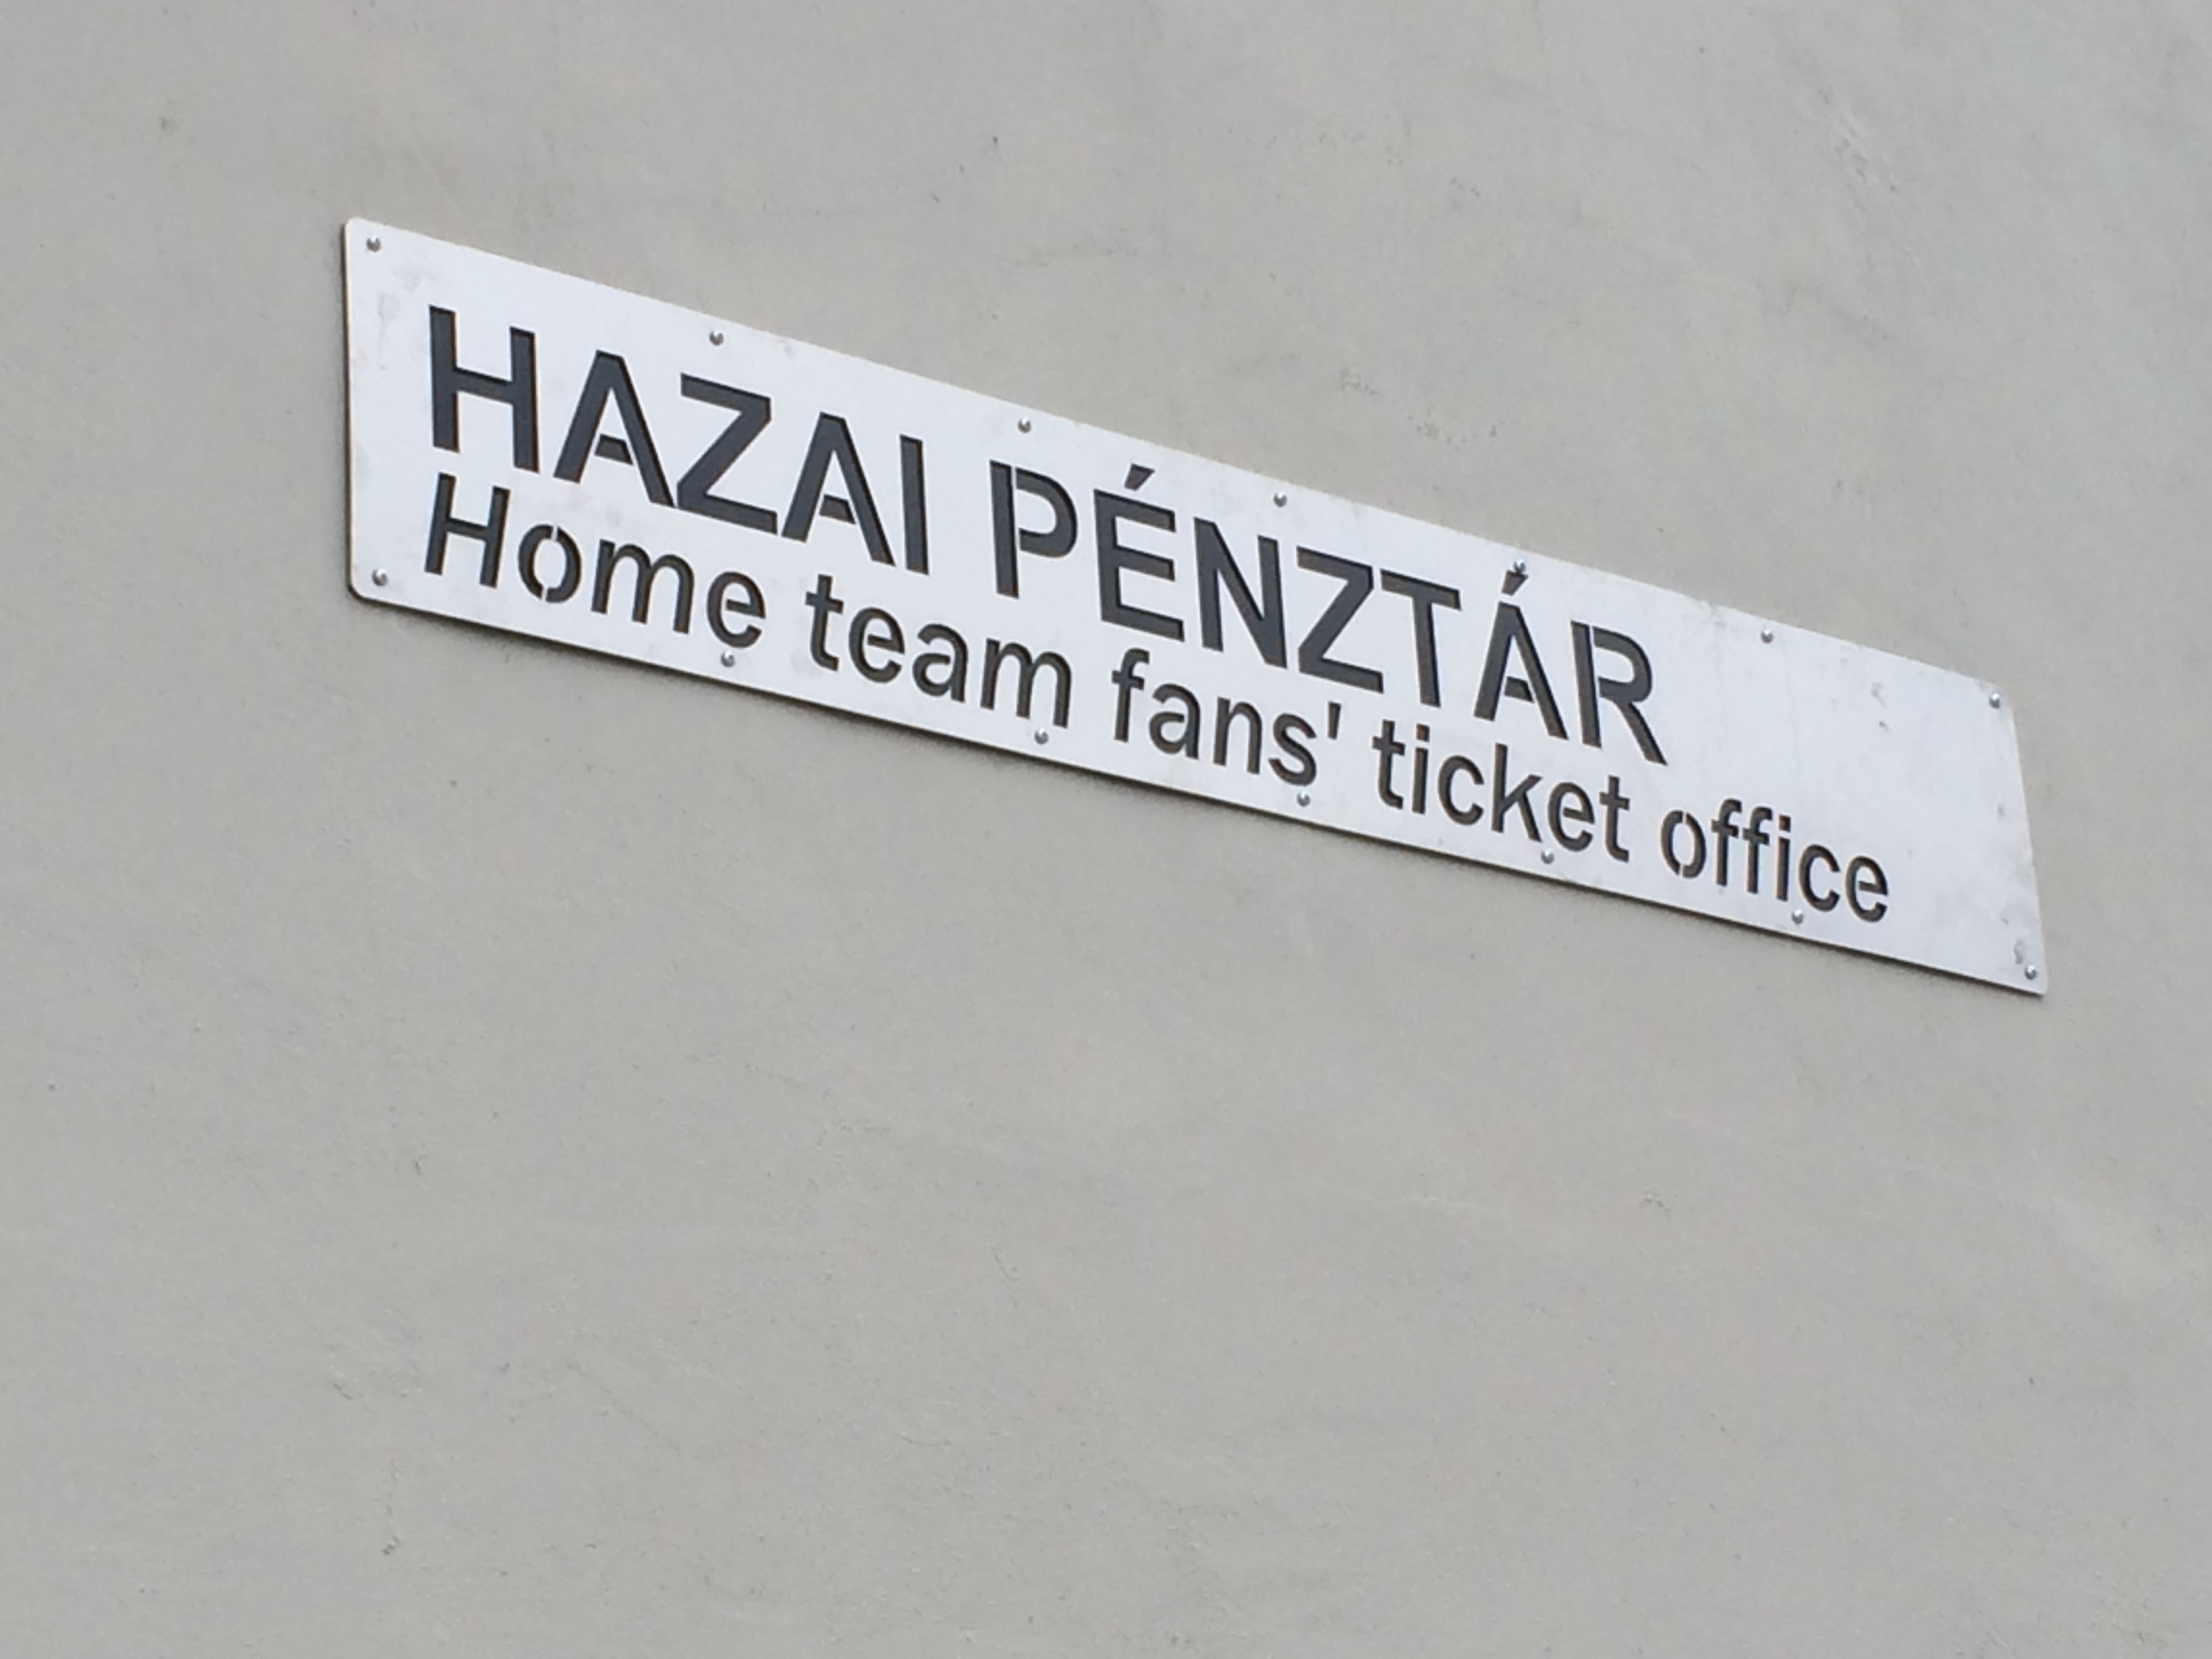 HAZAI PÉNZTÁR
Home team fans' ticket office